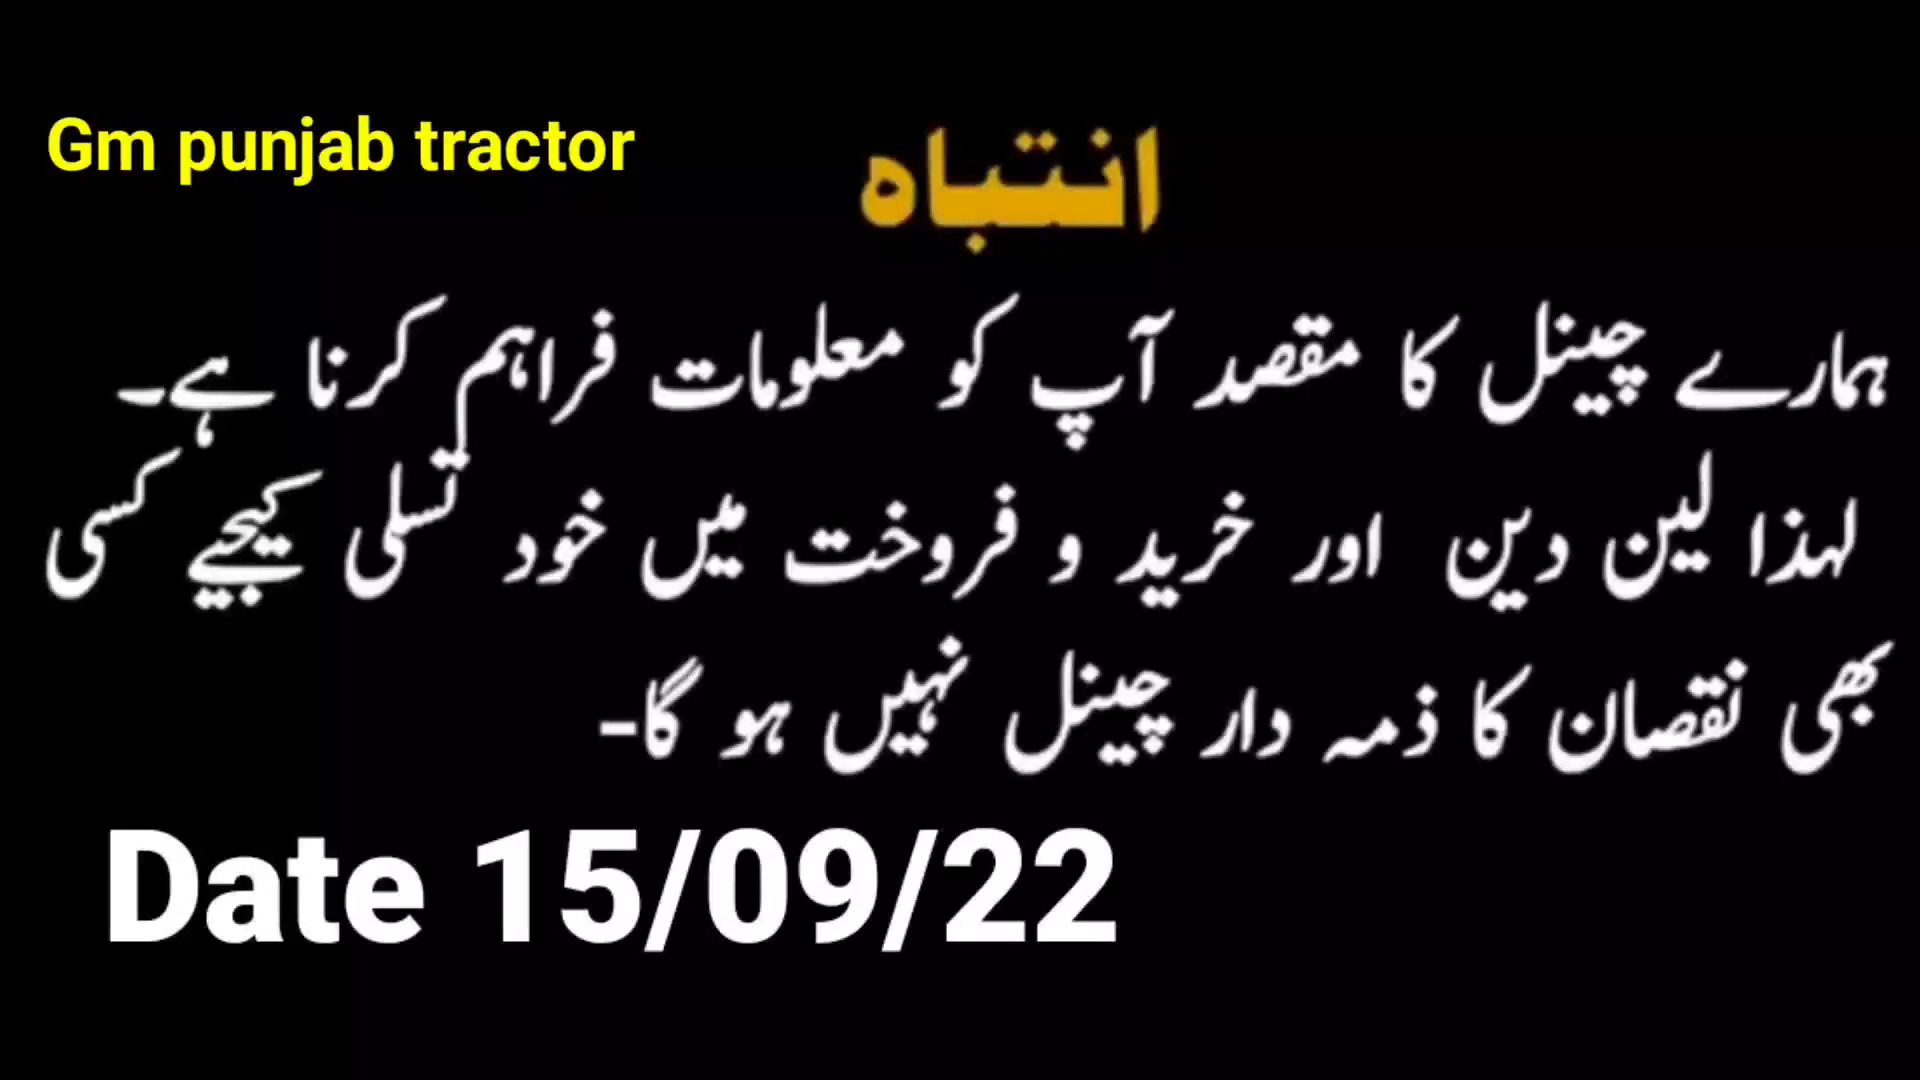 Gm punjab tractor
انتباہ
ہمارے چینل کا مقصد آپ کو معلومات فراہم کرنا ہے۔
لہذا لین دین اور خرید و فروخت میں خود تسلی کیجیے کسی
بھی نقصان کا ذمہ دار چینل نہیں ہو گا-
Date 15/09/22